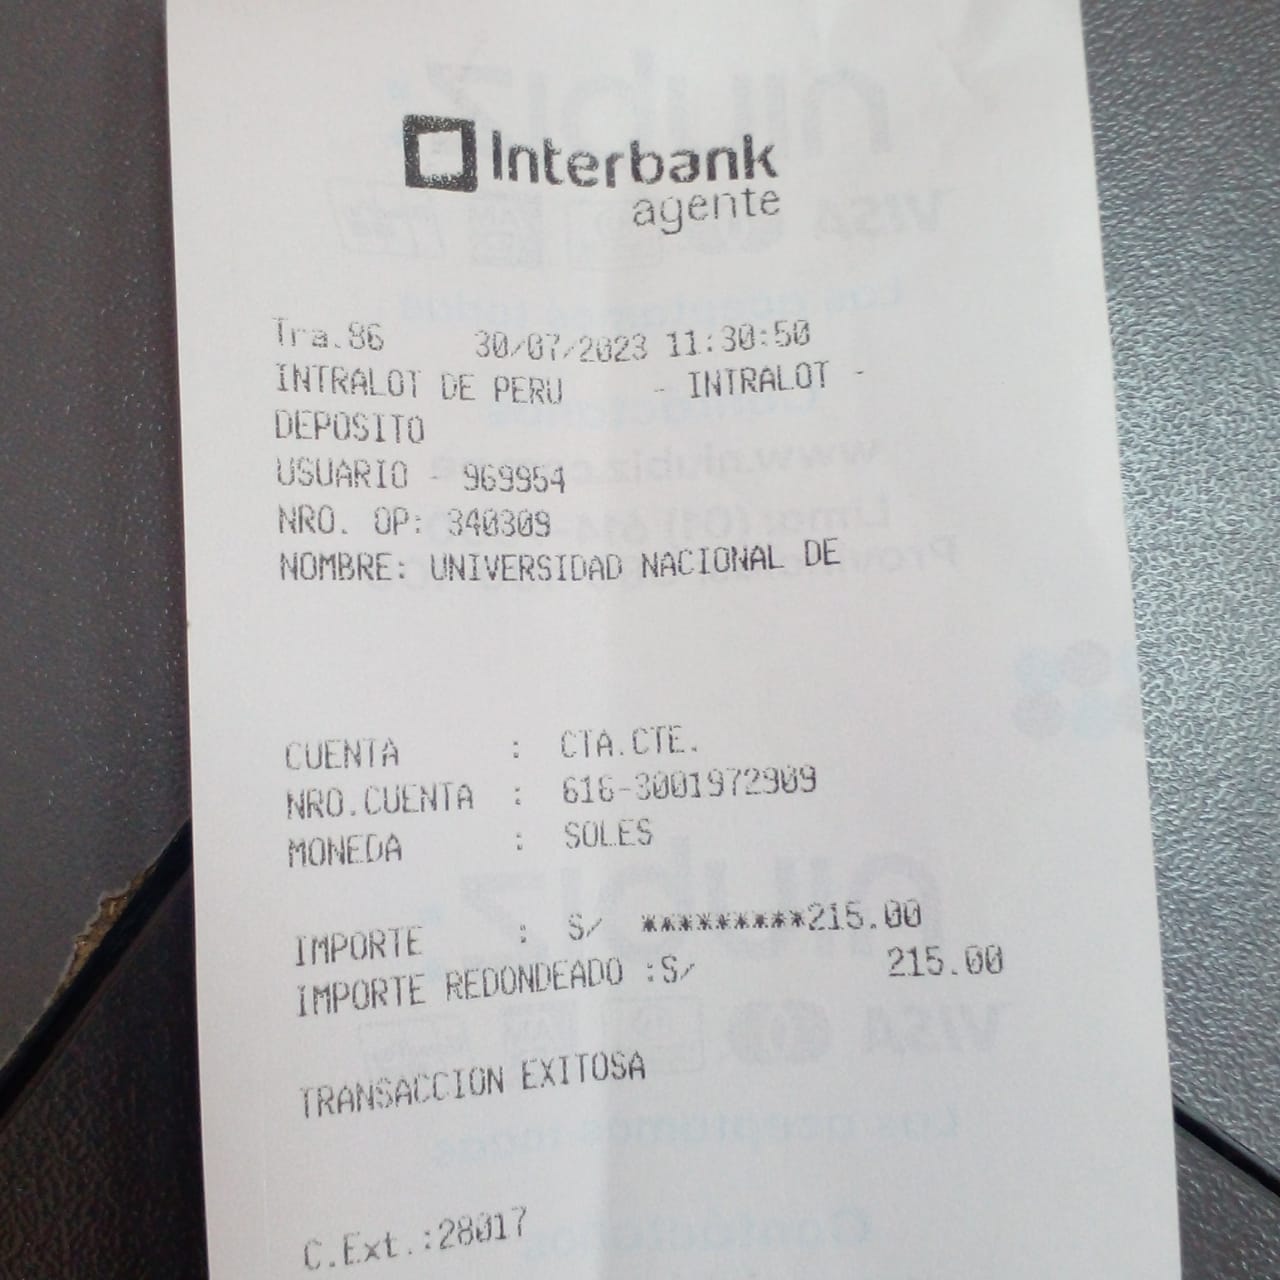 Interbank
agente
Tra.86 30/07/2023 11:30:50
INTRALOT DE PERU - INTRALOT -
DEPOSITO
USUARIO - 969954
NRO. OP: 340309
NOMBRE: UNIVERSIDAD NACIONAL DE
CUENTA : CTA.CTE.
NRO.CUENTA : 616-3001972909
MONEDA : SOLES
IMPORTE : S/ *********215.00
IMPORTE REDONDEADO :S/ 215.00
TRANSACCION EXITOSA
C.Ext.:28017